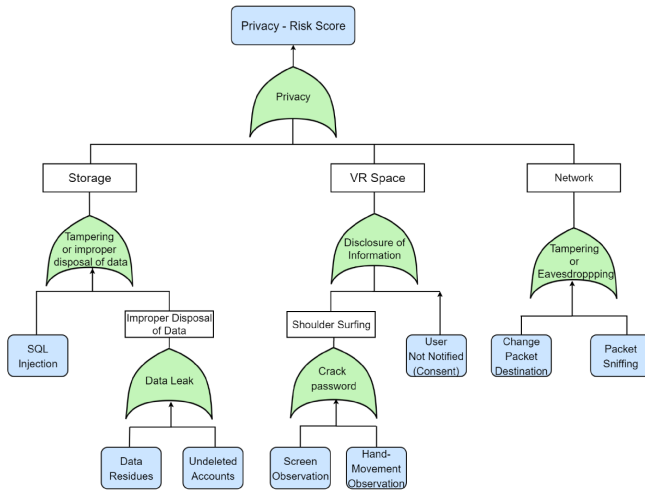 Privacy - Risk Score
Privacy
Storage
VR Space
Network
Tampering
or improper
disposal of data
Disclosure of
Information
Tampering
or
Eavesdroppping
SQL
Injection
Improper Disposal
of Data
Shoulder Surfing
User
Not Notified
(Consent)
Change
Packet
Destination
Packet
Sniffing
Data Leak
Crack
password
Data
Residues
Undeleted
Accounts
Screen
Observation
Hand-
Movement
Observation